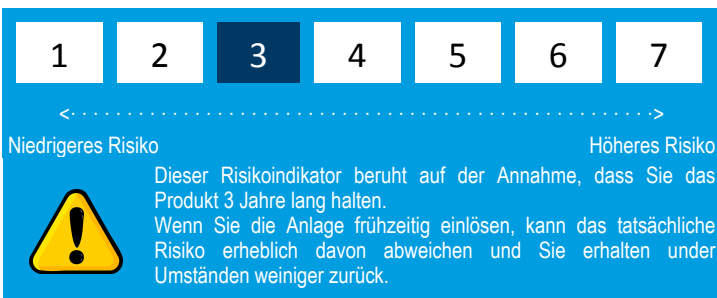 1 2 3 4 5 6 7
<· · · · · · · · · · · · · · · · · · · · · · · · · · · · · · · · · · · · · · · · · · · · · · · · · · · ·>
Niedrigeres Risiko Höheres Risiko
Dieser Risikoindikator beruht auf der Annahme, dass Sie das
Produkt 3 Jahre lang halten.
Wenn Sie die Anlage frühzeitig einlösen, kann das tatsächliche
Risiko erheblich davon abweichen und Sie erhalten under
Umständen weiniger zurück.